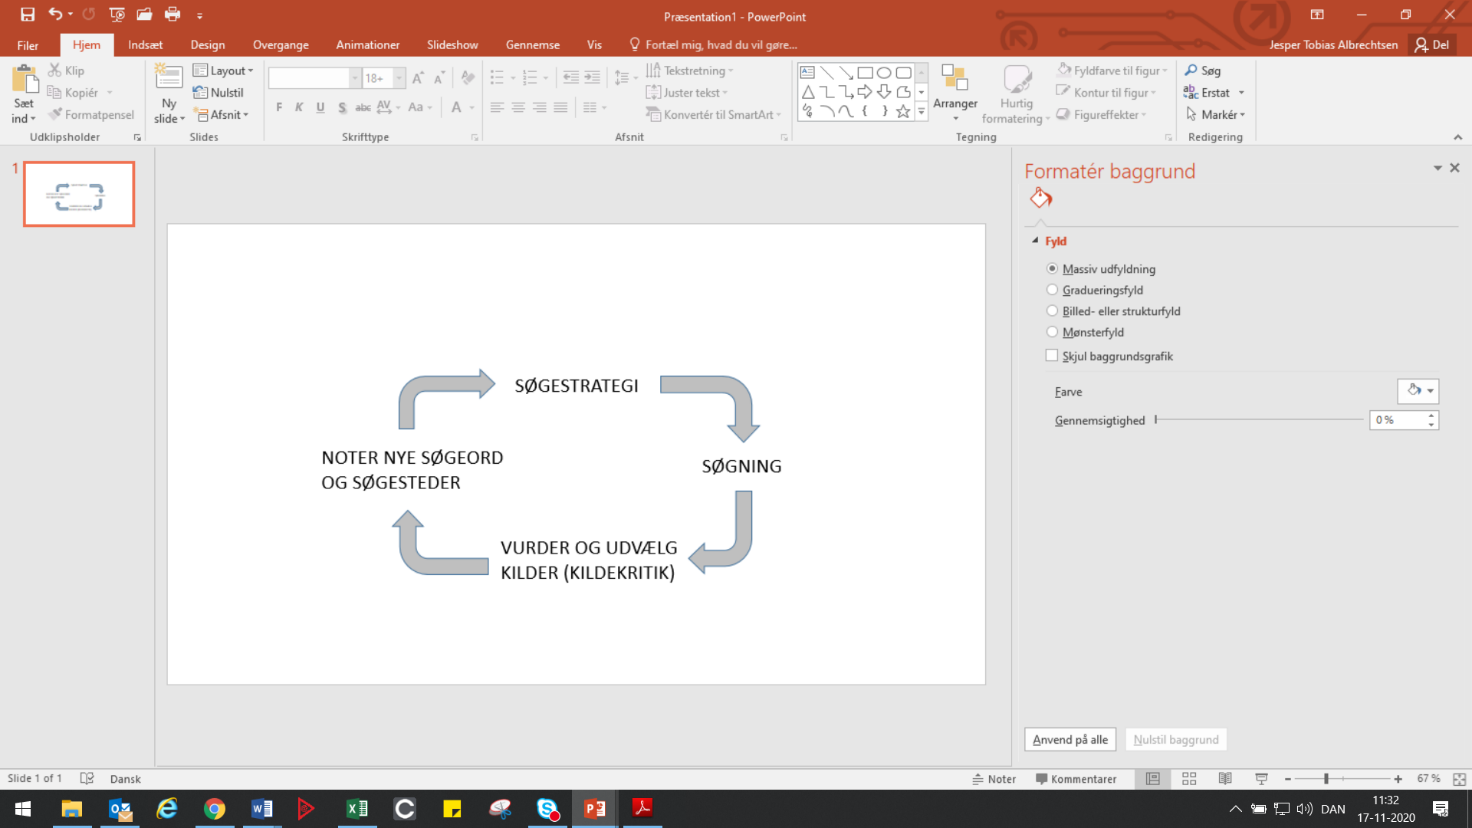 Præsentation1 - PowerPoint
Filer
Hjem
Indsæt
Design
Overgange
Animationer
Slideshow
Gennemse
Vis
Fortæl mig, hvad du vil gøre...
Jesper Tobias Albrechtsen
Del
Sæt
ind
Klip
Kopiér
Formatpensel
Udklipsholder
Ny
slide
Layout
Nulstil
Afsnit
Slides
18+
F K U S abc AV Aa A
Skrifttype
Tekstretning
Juster tekst
Konvertér til SmartArt
Afsnit
Arranger
Hurtig
formatering
Fyldfarve til figur
Kontur til figur
Figureffekter
Tegning
Søg
Erstat
Markér
Redigering
1
SØGESTRATEGI
NOTER NYE SØGEORD
OG SØGESTEDER
SØGNING
VURDER OG UDVÆLG
KILDER (KILDEKRITIK)
Formatér baggrund
Fyld
Massiv udfyldning
Gradueringsfyld
Billed- eller strukturfyld
Mønsterfyld
Skjul baggrundsgrafik
Farve
Gennemsigtighed
0 %
Anvend på alle
Nulstil baggrund
Slide 1 of 1
Dansk
Noter
Kommentarer
67 %
DAN
11:32
17-11-2020